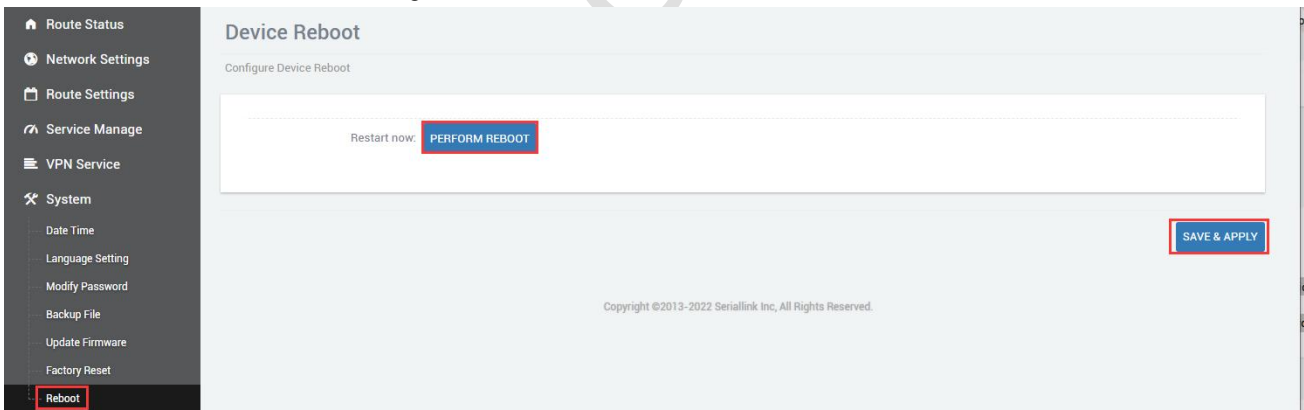 Route Status
Network Settings
Route Settings
Service Manage
VPN Service
System
Date Time
Language Setting
Modify Password
Backup File
Update Firmware
Factory Reset
Reboot
Device Reboot
Configure Device Reboot
Restart now: PERFORM REBOOT
SAVE & APPLY
Copyright ©2013-2022 Seriallink Inc, All Rights Reserved.